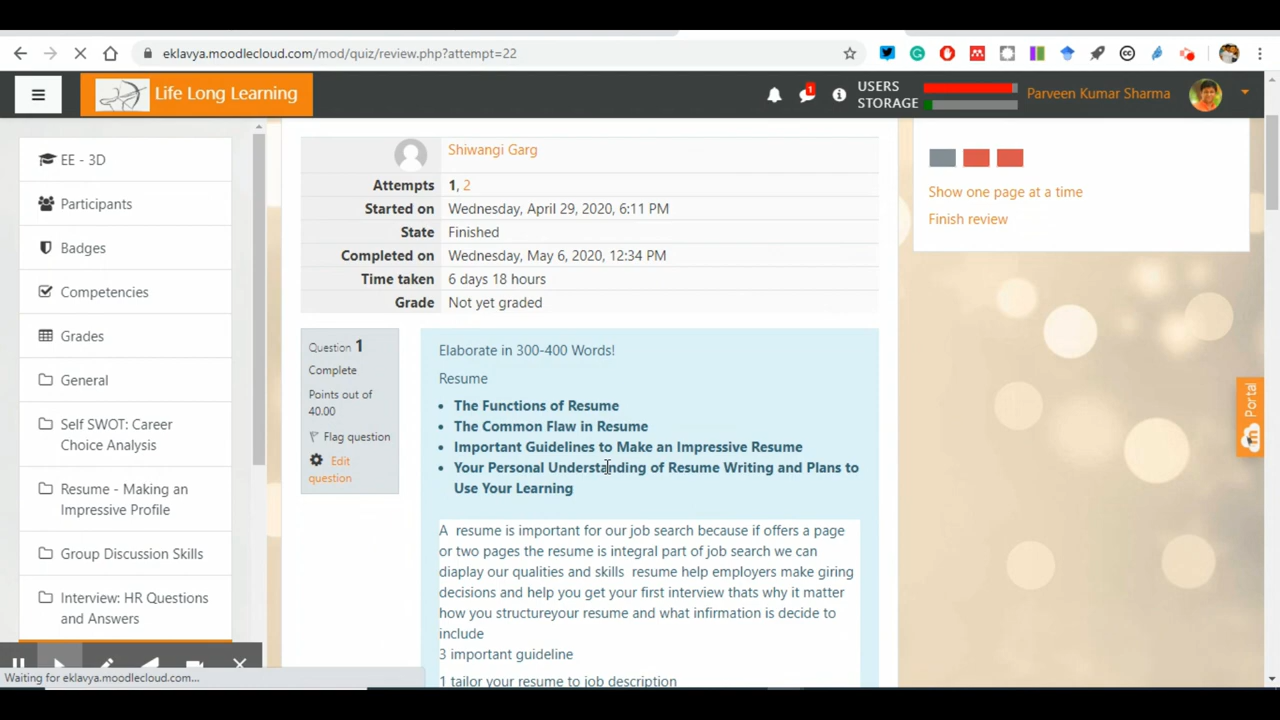 eklavya.moodlecloud.com/mod/quiz/review.php?attempt=22
Life Long Learning
1
USERS
STORAGE
Parveen Kumar Sharma
EE - 3D
Participants
Badges
Competencies
Grades
General
Self SWOT: Career
Choice Analysis
Resume - Making an
Impressive Profile
Group Discussion Skills
Interview: HR Questions
and Answers
Shiwangi Garg
Attempts 1, 2
Started on Wednesday, April 29, 2020, 6:11 PM
State Finished
Completed on Wednesday, May 6, 2020, 12:34 PM
Time taken 6 days 18 hours
Grade Not yet graded
Question 1
Complete
Points out of
40.00
Flag question
Edit
question
Elaborate in 300-400 Words!
Resume
• The Functions of Resume
• The Common Flaw in Resume
• Important Guidelines to Make an Impressive Resume
• Your Personal Understanding of Resume Writing and Plans to
Use Your Learning
A resume is important for our job search because if offers a page
or two pages the resume is integral part of job search we can
diaplay our qualities and skills resume help employers make giring
decisions and help you get your first interview thats why it matter
how you structureyour resume and what infirmation is decide to
include
3 important guideline
1 tailor your resume to job description
Show one page at a time
Finish review
Portal
Waiting for eklavya.moodlecloud.com...